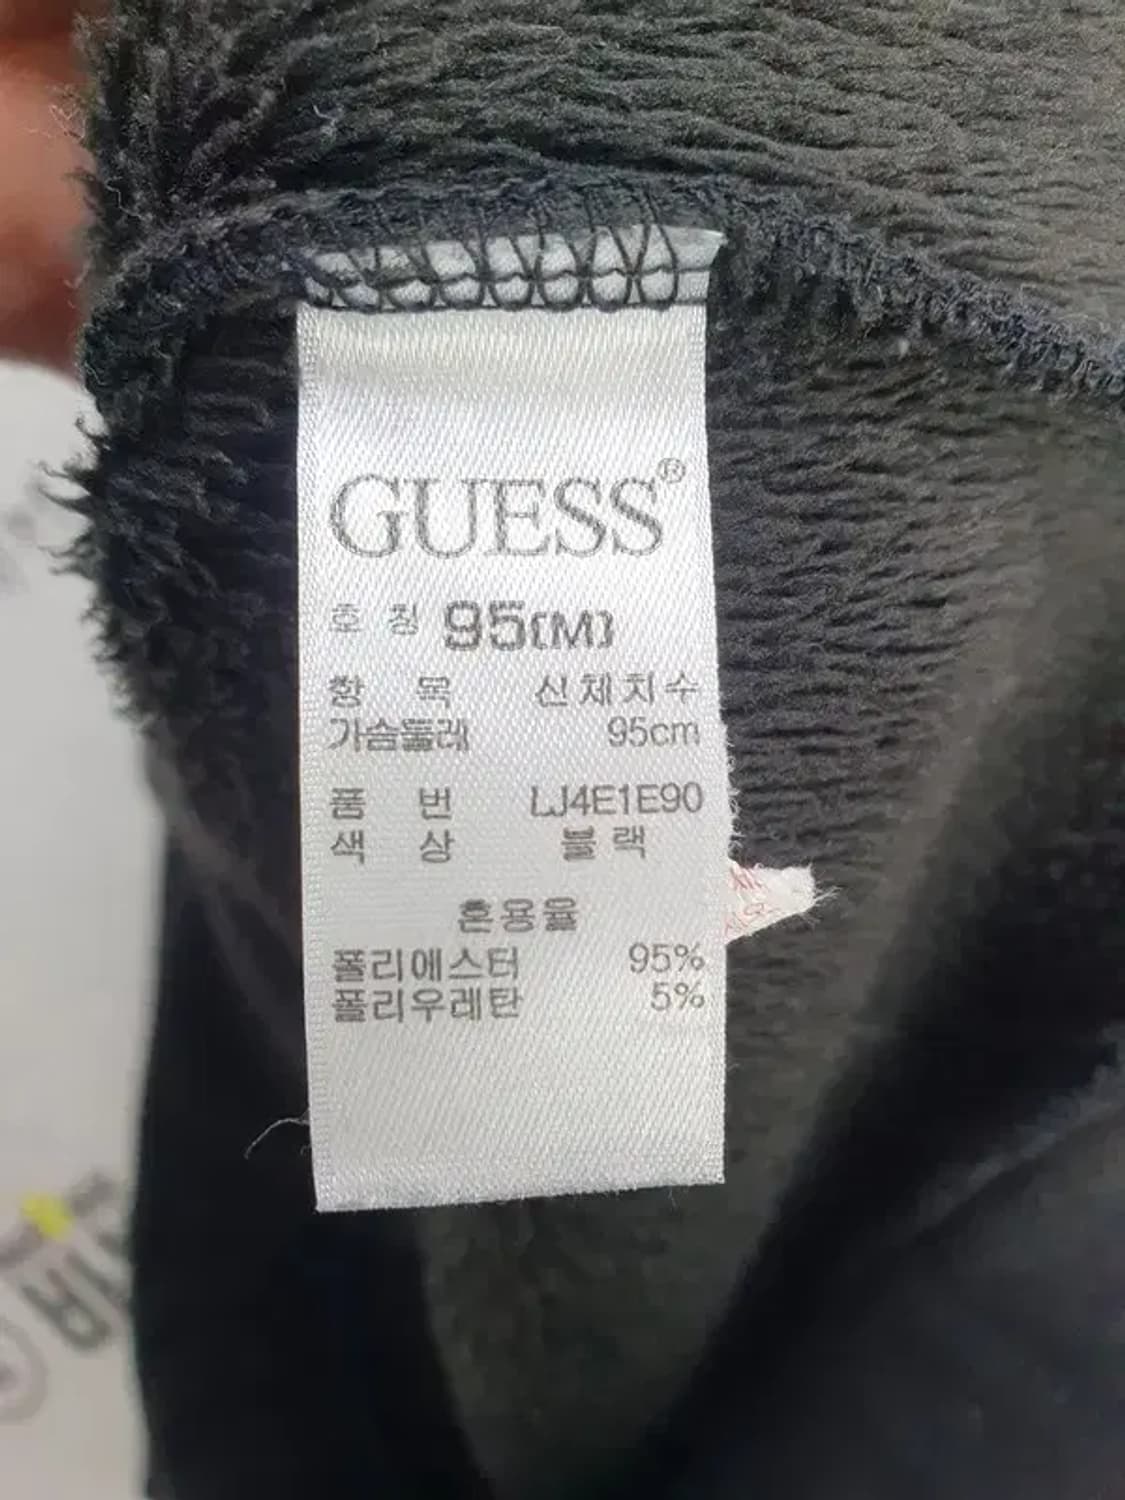 GUESS®
호 칭 95(M)
항 목 신체치수
가슴둘레 95cm
품 번 LJ4E1E90
색 상 블랙
혼용율
폴리에스터 95%
폴리우레탄 5%